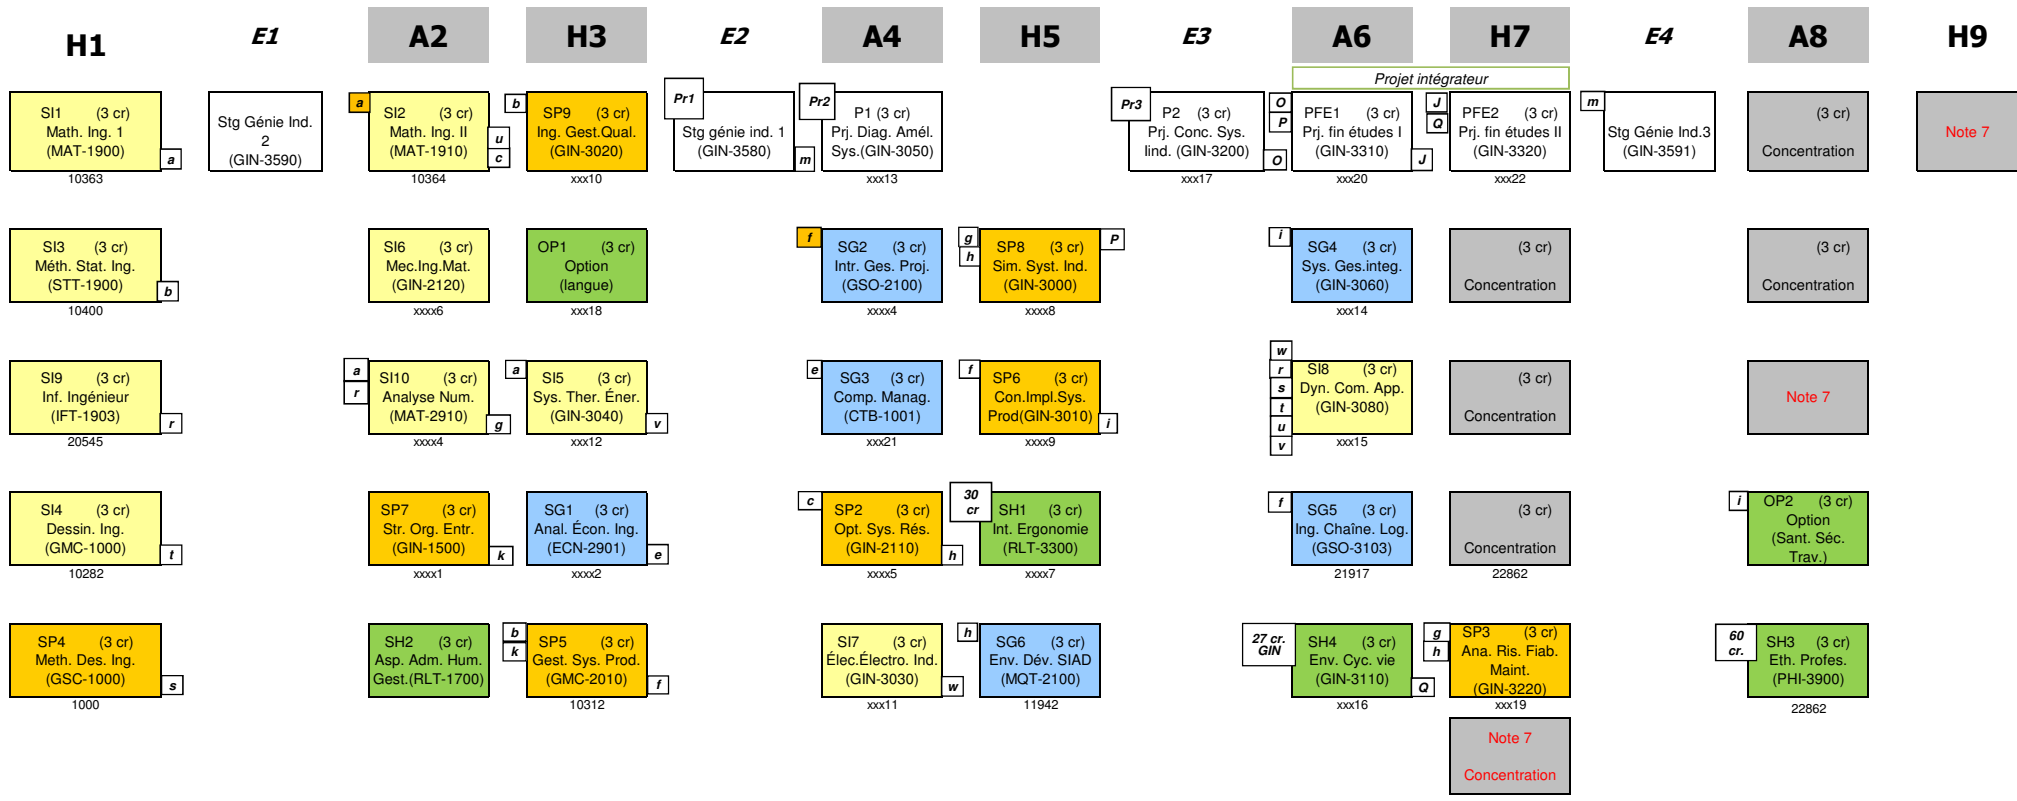 H1
E1
A2
H3
E2
A4
H5
E3
A6
H7
E4
A8
H9
Projet intégrateur
SI1 (3 cr)
Math. Ing. 1
(MAT-1900)
a
10363
Stg Génie Ind.
2
(GIN-3590)
a
SI2 (3 cr)
Math. Ing. II
(MAT-1910)
u
c
10364
b
SP9 (3 cr)
Ing. Gest.Qual.
(GIN-3020)
xxx10
Pr1
Stg génie ind. 1
(GIN-3580)
m
Pr2
P1 (3 cr)
Prj. Diag. Amél.
Sys.(GIN-3050)
xxx13
Pr3
P2 (3 cr)
Prj. Conc. Sys.
Iind. (GIN-3200)
O
xxx17
O
P
PFE1 (3 cr)
Prj. fin études I
(GIN-3310)
J
xxx20
J
Q
PFE2 (3 cr)
Prj. fin études II
(GIN-3320)
xxx22
m
Stg Génie Ind.3
(GIN-3591)
(3 cr)
Concentration
Note 7
SI3 (3 cr)
Méth. Stat. Ing.
(STT-1900)
b
10400
SI6 (3 cr)
Mec.Ing.Mat.
(GIN-2120)
xxxx6
OP1 (3 cr)
Option
(langue)
xxx18
f
SG2 (3 cr)
Intr. Ges. Proj.
(GSO-2100)
xxxx4
g
h
SP8 (3 cr)
Sim. Syst. Ind.
(GIN-3000)
P
xxxx8
i
SG4 (3 cr)
Sys. Ges.integ.
(GIN-3060)
xxx14
(3 cr)
Concentration
(3 cr)
Concentration
SI9 (3 cr)
Inf. Ingénieur
(IFT-1903)
r
20545
a
r
SI10 (3 cr)
Analyse Num.
(MAT-2910)
g
xxxx4
a
SI5 (3 cr)
Sys. Ther. Éner.
(GIN-3040)
v
xxx12
e
SG3 (3 cr)
Comp. Manag.
(CTB-1001)
xxx21
f
SP6 (3 cr)
Con.Impl.Sys.
Prod(GIN-3010)
i
xxxx9
w
r
s
t
u
v
SI8 (3 cr)
Dyn. Com. App.
(GIN-3080)
xxx15
(3 cr)
Concentration
Note 7
SI4 (3 cr)
Dessin. Ing.
(GMC-1000)
t
10282
SP7 (3 cr)
Str. Org. Entr.
(GIN-1500)
k
xxxx1
SG1 (3 cr)
Anal. Écon. Ing.
(ECN-2901)
e
xxxx2
c
SP2 (3 cr)
Opt. Sys. Rés.
(GIN-2110)
h
xxxx5
30
cr
SH1 (3 cr)
Int. Ergonomie
(RLT-3300)
xxxx7
f
SG5 (3 cr)
Ing. Chaîne. Log.
(GSO-3103)
21917
(3 cr)
Concentration
22862
i
OP2 (3 cr)
Option
(Sant. Séc.
Trav.)
SP4 (3 cr)
Meth. Des. Ing.
(GSC-1000)
s
1000
SH2 (3 cr)
Asp. Adm. Hum.
Gest.(RLT-1700)
b
k
SP5 (3 cr)
Gest. Sys. Prod.
(GMC-2010)
f
10312
SI7 (3 cr)
Élec.Électro. Ind.
(GIN-3030)
w
xxx11
h
SG6 (3 cr)
Env. Dév. SIAD
(MQT-2100)
11942
27 cr.
GIN
SH4 (3 cr)
Env. Cyc. vie
(GIN-3110)
Q
xxx16
g
h
SP3 (3 cr)
Ana. Ris. Fiab.
Maint.
(GIN-3220)
xxx19
60
cr.
SH3 (3 cr)
Eth. Profes.
(PHI-3900)
22862
Note 7
Concentration